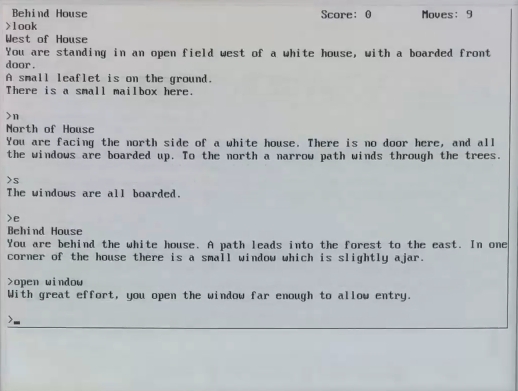 Behind House Score: 0 Moves: 9
>look
West of House
You are standing in an open field west of a white house, with a boarded front
door.
A small leaflet is on the ground.
There is a small mailbox here.
>n
North of House
You are facing the north side of a white house. There is no door here, and all
the windows are boarded up. To the north a narrow path winds through the trees.
>s
The windows are all boarded.
>e
Behind House
You are behind the white house. A path leads into the forest to the east. In one
corner of the house there is a small window which is slightly ajar.
>open window
With great effort, you open the window far enough to allow entry.
>_